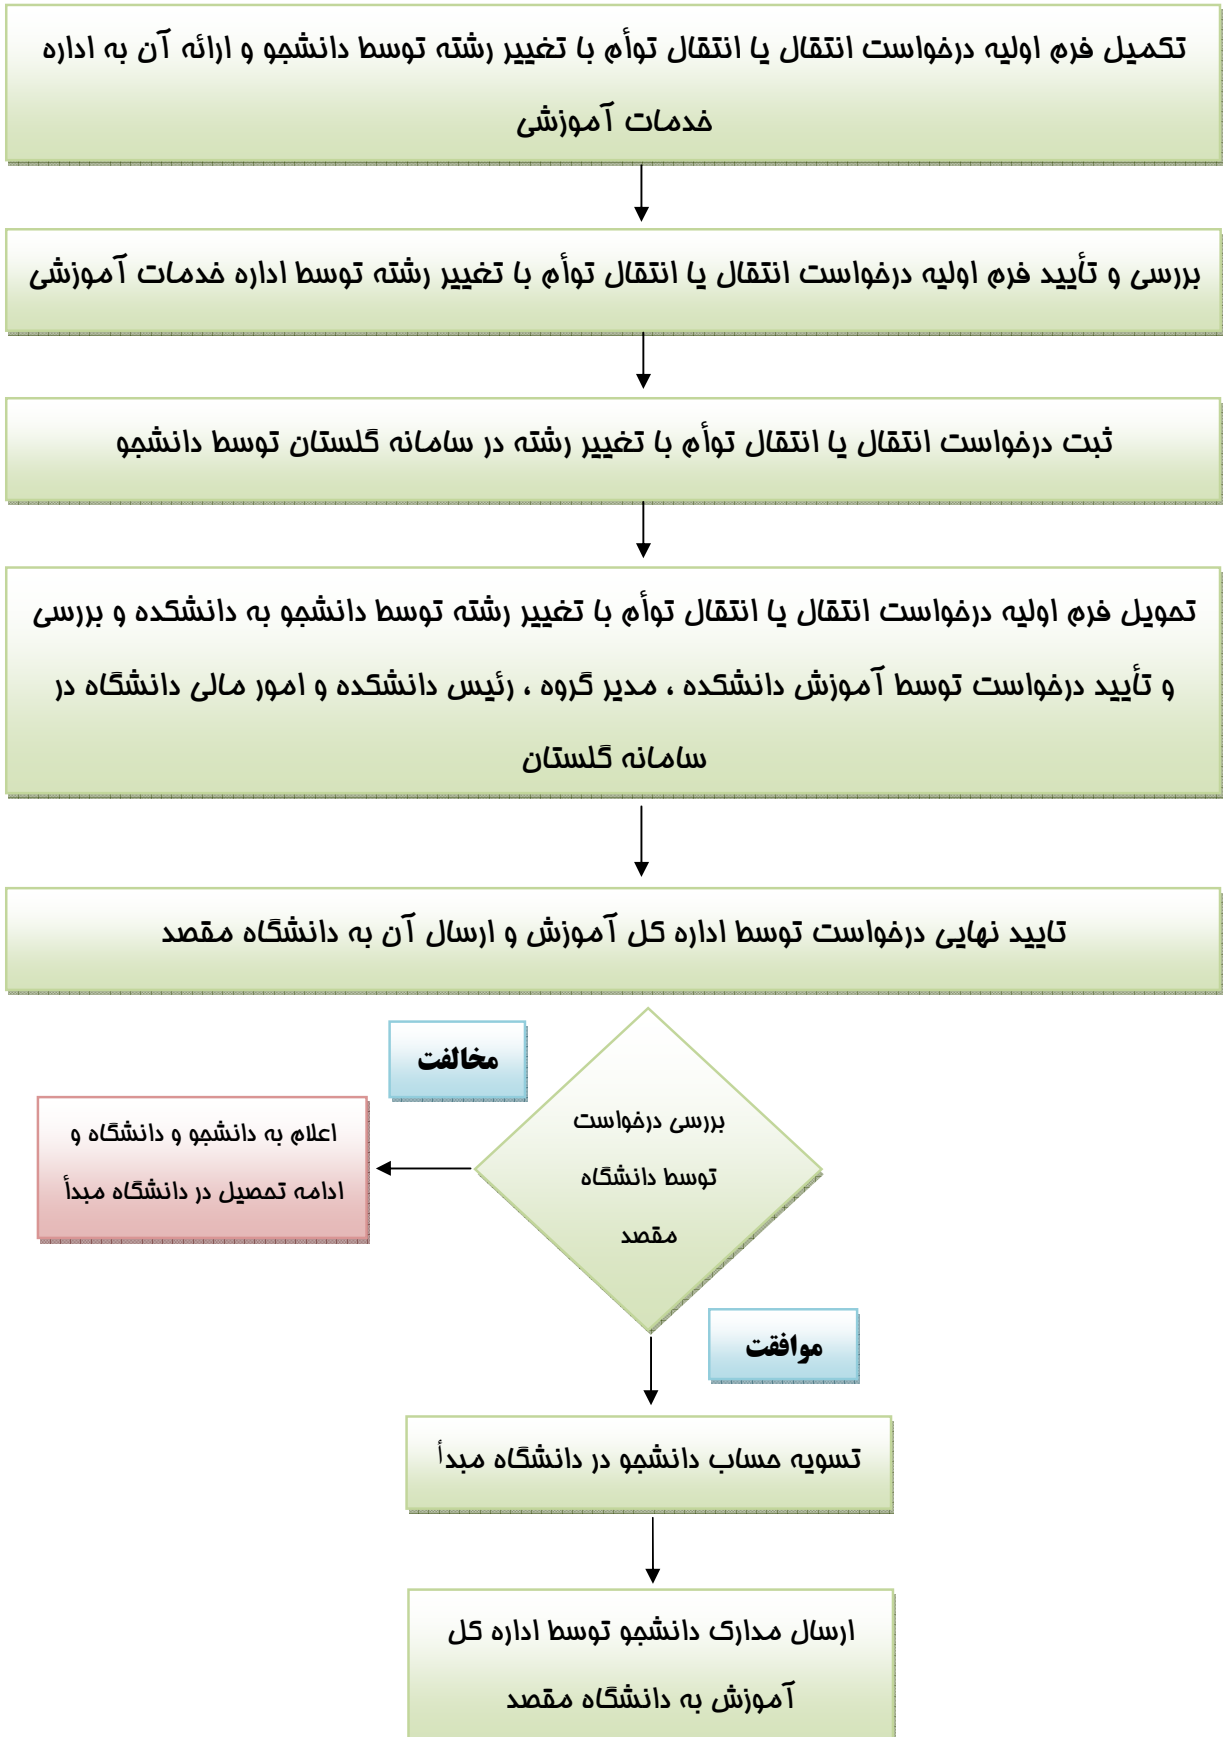 تکمیل فرم اولیه درخواست انتقال یا انتقال توأم با تغییر رشته توسط دانشجو و ارائه آن به اداره
خدمات آموزشی
بررسی و تأیید فرم اولیه درخواست انتقال یا انتقال توأم با تغییر رشته توسط اداره خدمات آموزشی
ثبت درخواست انتقال یا انتقال توأم با تغییر رشته در سامانه گلستان توسط دانشجو
تحویل فرم اولیه درخواست انتقال یا انتقال توأم با تغییر رشته توسط دانشجو به دانشکده و بررسی
و تأیید درخواست توسط آموزش دانشکده ، مدیر گروه ، رئیس دانشکده و امور مالی دانشگاه در
سامانه گلستان
تایید نهایی درخواست توسط اداره کل آموزش و ارسال آن به دانشگاه مقصد
مخالفت
بررسی درخواست
توسط دانشگاه
مقصد
اعلام به دانشجو و دانشگاه و
ادامه تحصیل در دانشگاه مبدأ
موافقت
تسویه حساب دانشجو در دانشگاه مبدأ
ارسال مدارک دانشجو توسط اداره کل
آموزش به دانشگاه مقصد